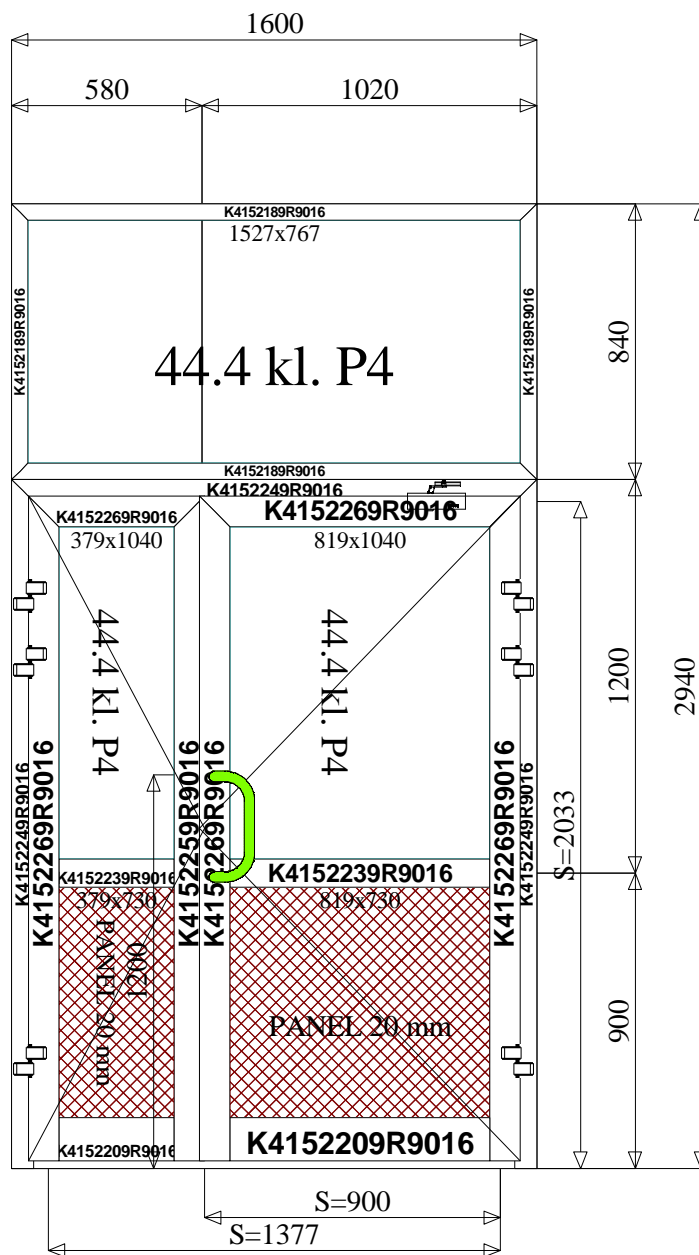 1600
580
1020
K4152189R9016
1527x767
K4152189R9016
44.4 kl. P4
K4152189R9016
840
K4152189R9016
K4152249R9016
K4152269R9016
K4152269R9016
379x1040
819x1040
44.4 kl. P4
44.4 kl. P4
1200
2940
S=2033
K4152249R9016
K4152269R9016
K4152259R9016
K4152269R9016
K4152269R9016
K4152249R9016
K4152239R9016
K4152239R9016
379x730
819x730
PANEL 20 mm
1200
PANEL 20 mm
900
K4152209R9016
K4152209R9016
S=900
S=1377